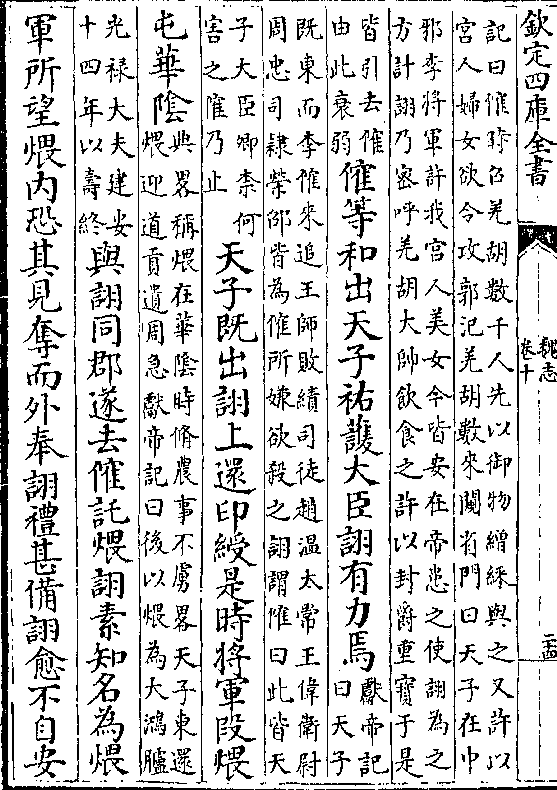 欽定四庫全書
魏志
卷十
二十四
記曰傕時召羌胡數千人先以御物繒綵與之又許以
宮人婦女欲令攻郭汜羌胡數來闚省門曰天子在中
邪李將軍許我宮人美女今皆安在帝患之使詡為之
方計詡乃密呼羌胡大帥飲食之許以封爵重寳于是
皆引去傕
由此衰弱
傕等和出天子祐䕶大臣詡有力焉
獻帝記
曰天子
既東而李傕來追王師敗績司徒趙溫太常王偉衛尉
周忠司隷榮邵皆為傕所嫌欲殺之詡謂傕曰此皆天
子大臣卿柰何
害之傕乃止
天子既出詡上還印綬是時將軍段煨
屯華隂
典畧稱煨在華隂時脩農事不虜畧天子東還
煨迎道貢遺周急獻帝記曰後以煨為大鴻臚
光禄大夫建安
十四年以壽終
與詡同郡遂去傕託煨詡素知名為煨
軍所望煨内恐其見奪而外奉詡禮甚備詡愈不自安